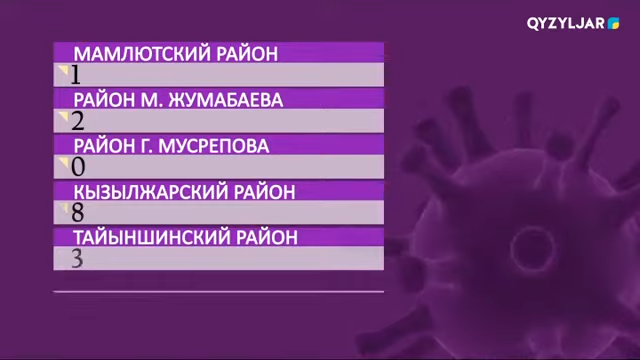 QYZYLJAR
МАМЛЮТСКИЙ РАЙОН
1
РАЙОН М. ЖУМАБАЕВА
2
РАЙОН Г. МУСРЕПОВА
0
КЫЗЫЛЖАРСКИЙ РАЙОН
8
ТАЙЫНШИНСКИЙ РАЙОН
3